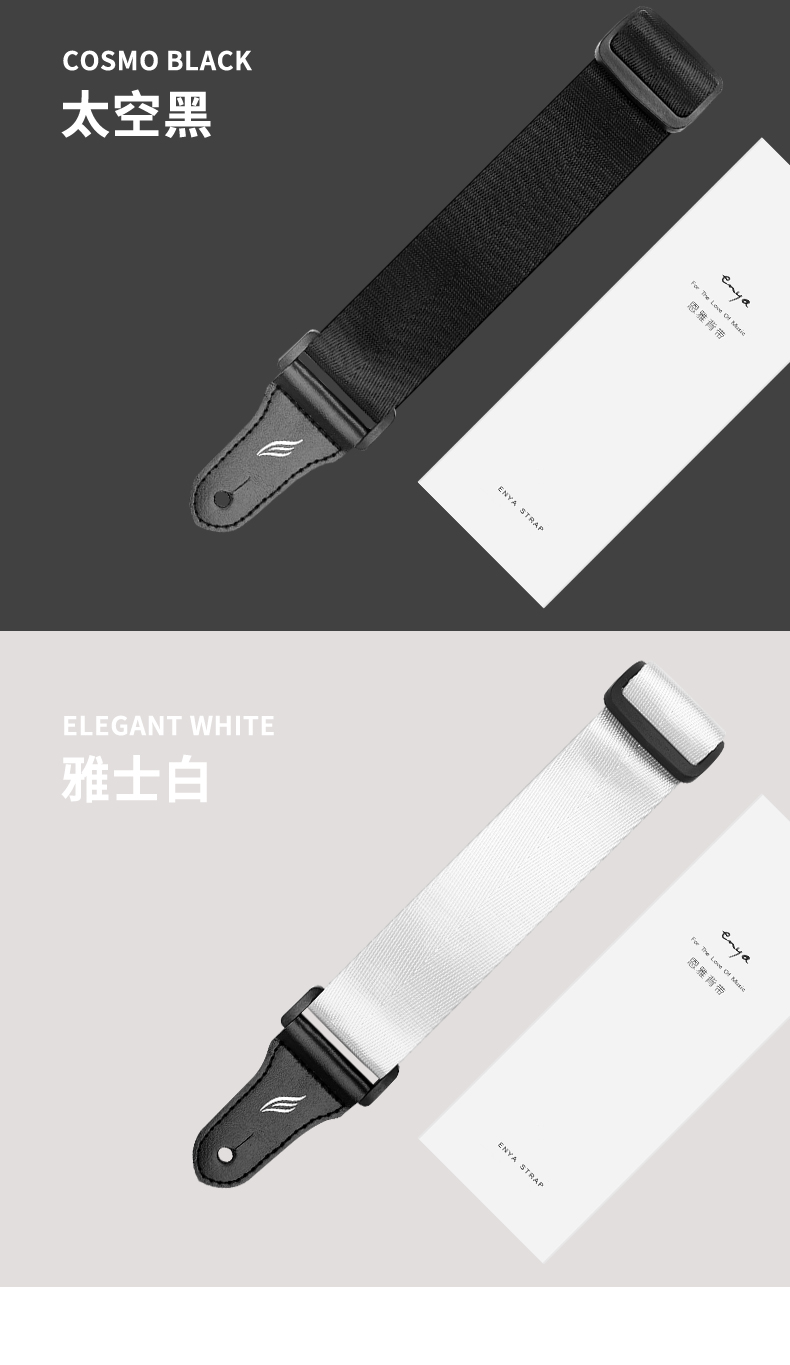 COSMO BLACK
太空黑
enya
For The Love Of Music
恩雅背带
ENYA STRAP
ELEGANT WHITE
雅士白
enya
For The Love Of Music
恩雅背带
ENYA STRAP